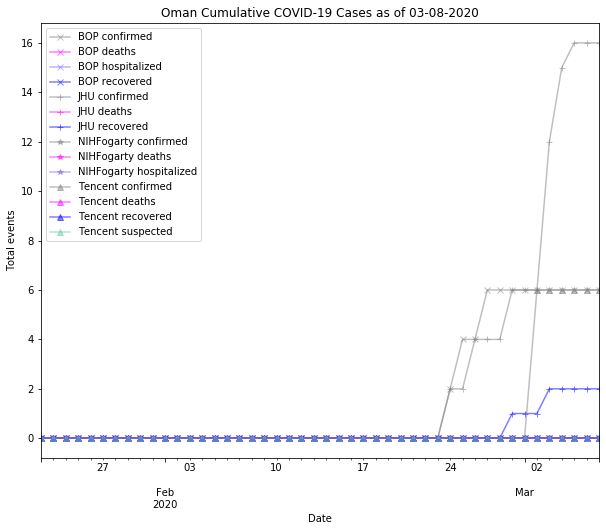 Oman Cumulative COVID-19 Cases as of 03-08-2020
BOP confirmed
BOP deaths
BOP hospitalized
BOP recovered
JHU confirmed
JHU deaths
JHU recovered
NIHFogarty confirmed
NIHFogarty deaths
NIHFogarty hospitalized
Tencent confirmed
Tencent deaths
Tencent recovered
Tencent suspected
Total events
16
14
12
10
8
6
4
2
0
27 03 10 17 24 02
Feb Mar
2020
Date